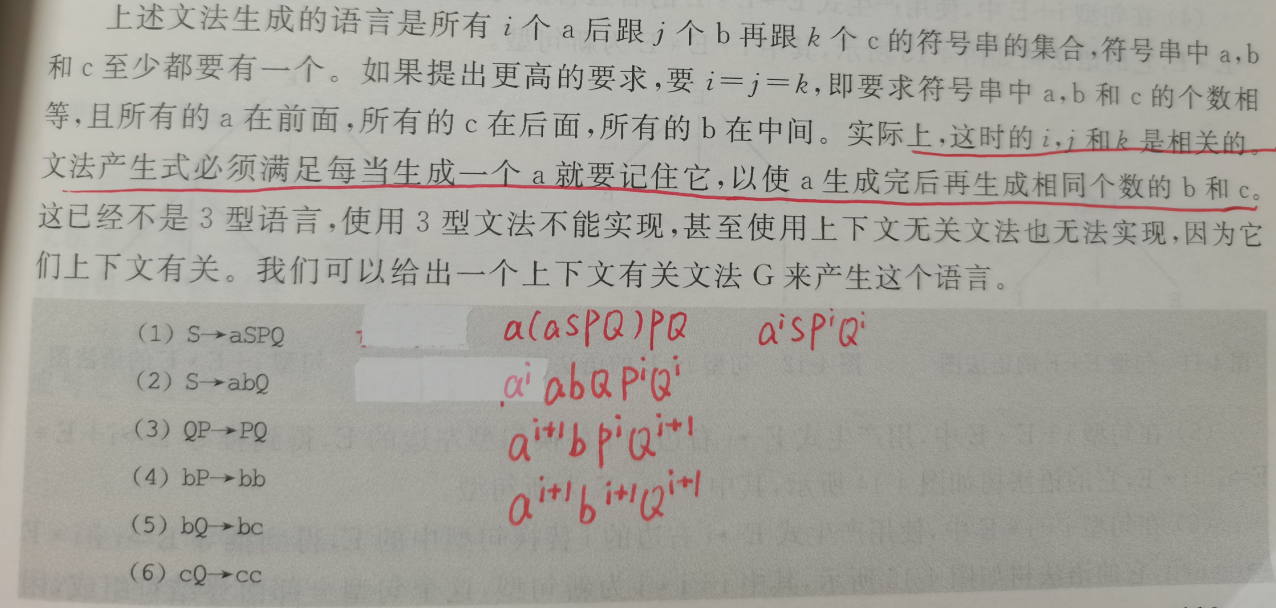 上述文法生成的语言是所有 i 个 a 后跟 j 个 b 再跟 k 个 c 的符号串的集合,符号串中 a,b
和 c 至少都要有一个。如果提出更高的要求,要 i=j=k,即要求符号串中 a,b 和 c 的个数相
等,且所有的 a 在前面,所有的 c 在后面,所有的 b 在中间。实际上,这时的 i,j 和 k 是相关的。
文法产生式必须满足每当生成一个 a 就要记住它,以使 a 生成完后再生成相同个数的 b 和 c。
这已经不是 3 型语言,使用 3 型文法不能实现,甚至使用上下文无关文法也无法实现,因为它
们上下文有关。我们可以给出一个上下文有关文法 G 来产生这个语言。
(1) S→aSPQ a(aSPQ)PQ aⁱSPⁱQⁱ
(2) S→abQ aⁱabQPⁱQⁱ
(3) QP→PQ aⁱ⁺¹bPⁱQⁱ⁺¹
(4) bP→bb aⁱ⁺¹bⁱ⁺¹Qⁱ⁺¹
(5) bQ→bc
(6) cQ→cc